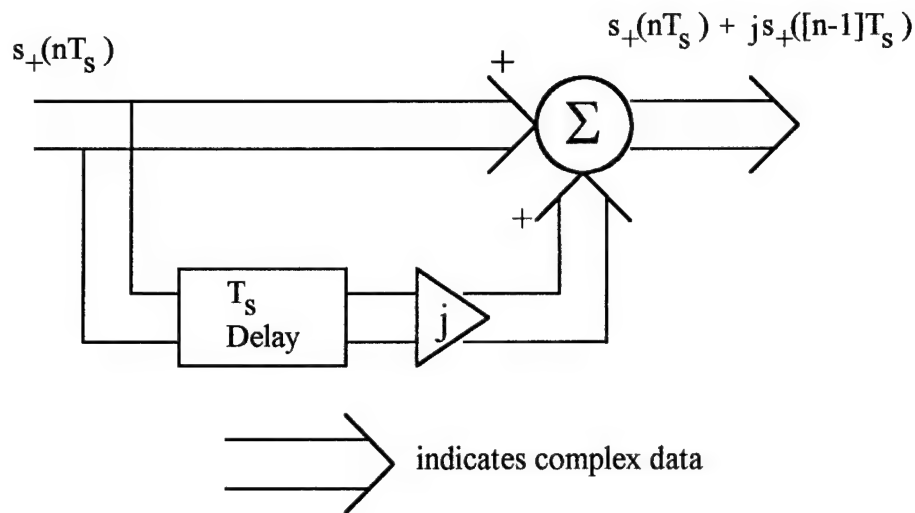 s₊(nTₛ) + js₊([n-1]Tₛ)
s₊(nTₛ)
+
Σ
+
Tₛ
Delay
j
indicates complex data